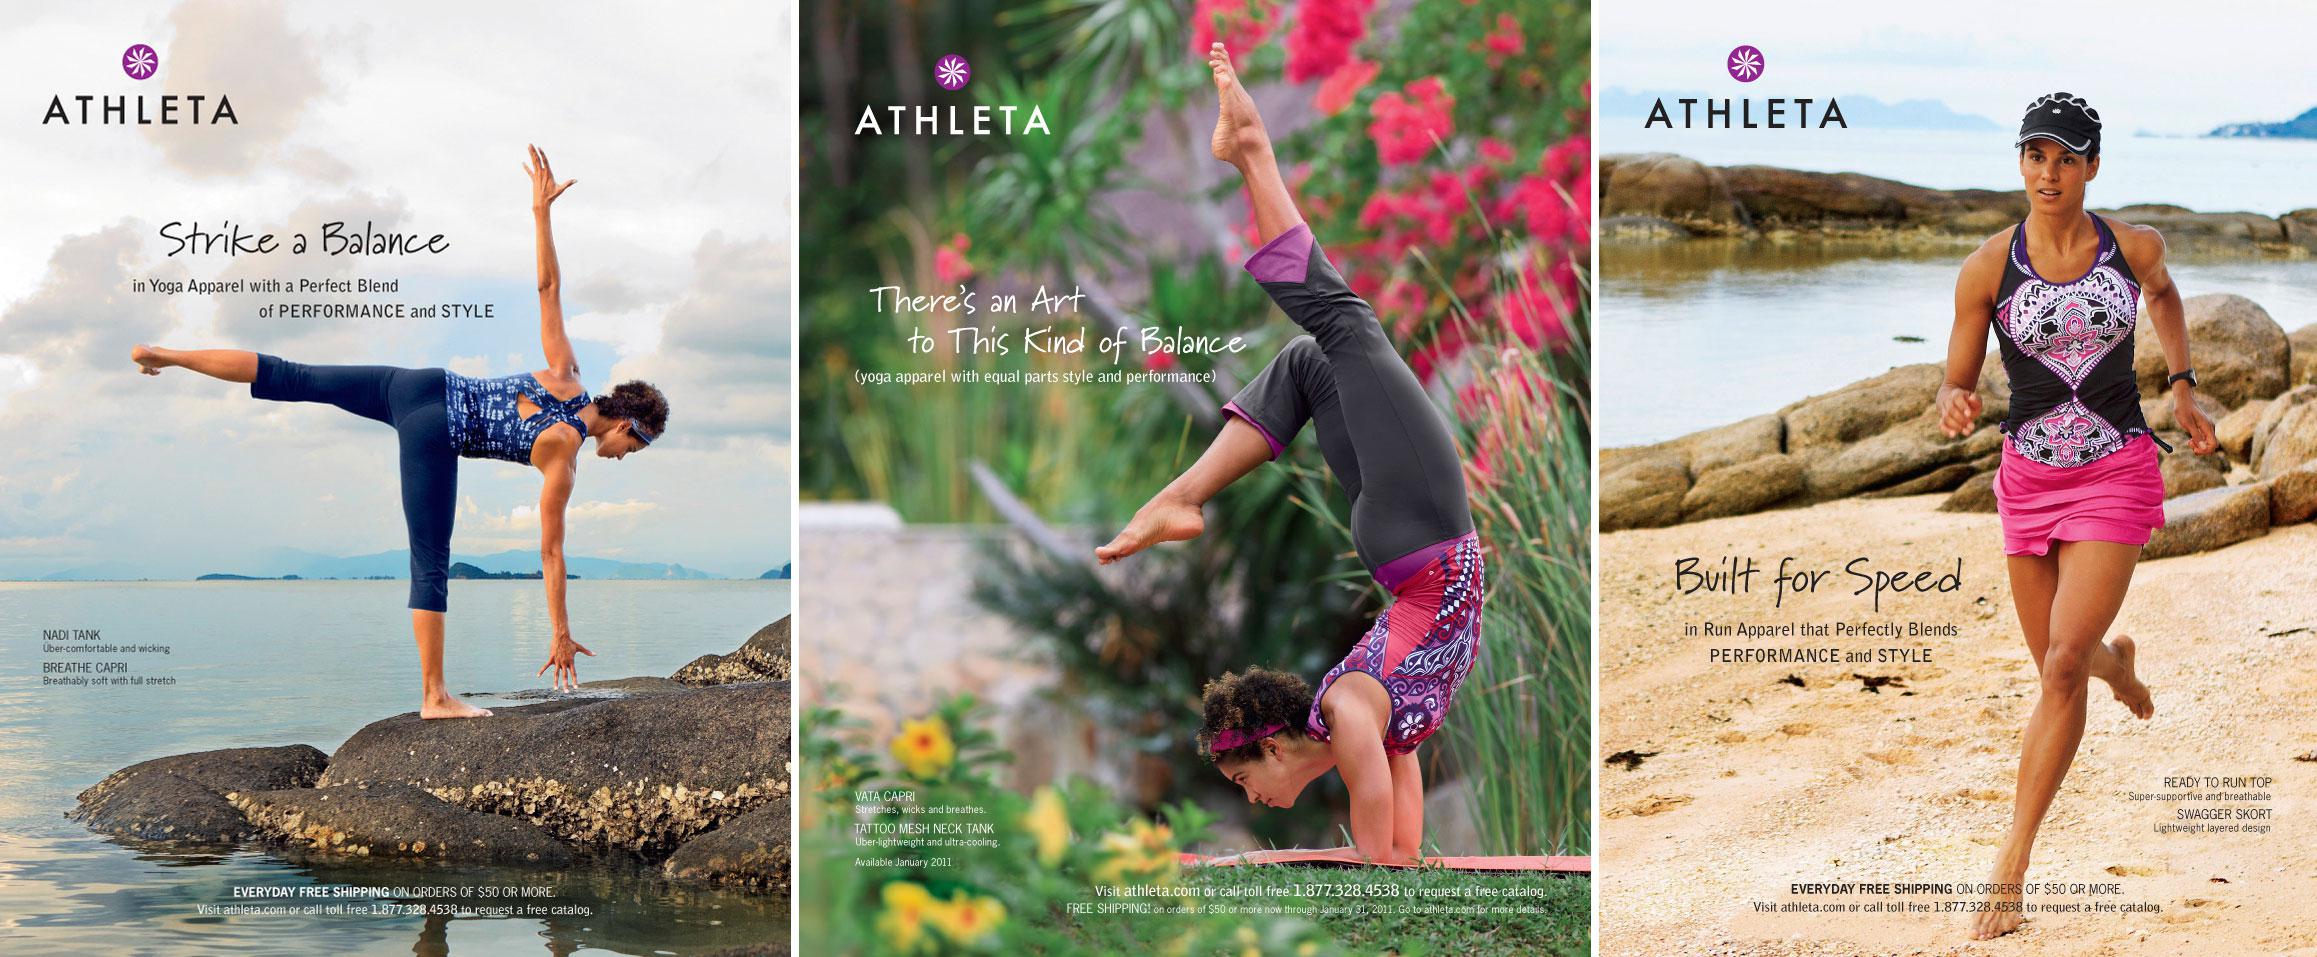 ATHLETA
Strike a Balance
in Yoga Apparel with a Perfect Blend
of PERFORMANCE and STYLE
NADI TANK
Über-comfortable and wicking
BREATHE CAPRI
Breathably soft with full stretch
EVERYDAY FREE SHIPPING ON ORDERS OF $50 OR MORE.
Visit athleta.com or call toll free 1.877.328.4538 to request a free catalog.
ATHLETA
There's an Art
to This Kind of Balance
(yoga apparel with equal parts style and performance)
VATA CAPRI
Stretches, wicks and breathes.
TATTOO MESH NECK TANK
Über-lightweight and ultra-cooling.
Available January 2011
Visit athleta.com or call toll free 1.877.328.4538 to request a free catalog.
FREE SHIPPING! on orders of $50 or more now through January 31, 2011. Go to athleta.com for more details.
ATHLETA
Built for Speed
in Run Apparel that Perfectly Blends
PERFORMANCE and STYLE
READY TO RUN TOP
Super-supportive and breathable
SWAGGER SKORT
Lightweight layered design
EVERYDAY FREE SHIPPING ON ORDERS OF $50 OR MORE.
Visit athleta.com or call toll free 1.877.328.4538 to request a free catalog.